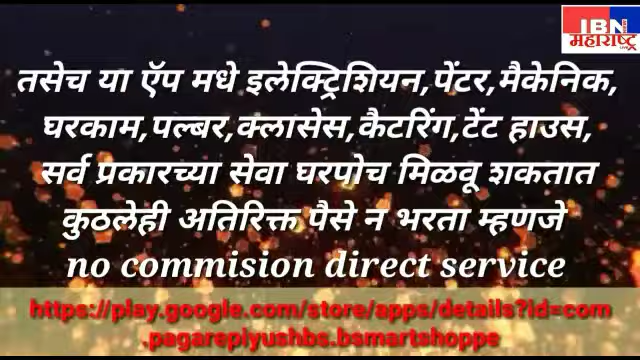 IBN
महाराष्ट्र
तसेच या ऍप मधे इलेक्ट्रिशियन,पेंटर,मैकेनिक,
घरकाम,पल्बर,क्लासेस,कैटरिंग,टेंट हाउस,
सर्व प्रकारच्या सेवा घरपोच मिळवू शकतात
कुठलेही अतिरिक्त पैसे न भरता म्हणजे
no commision direct service
https://play.google.com/store/apps/details?id=com
.pagarepiyushbs.bsmartshoppe